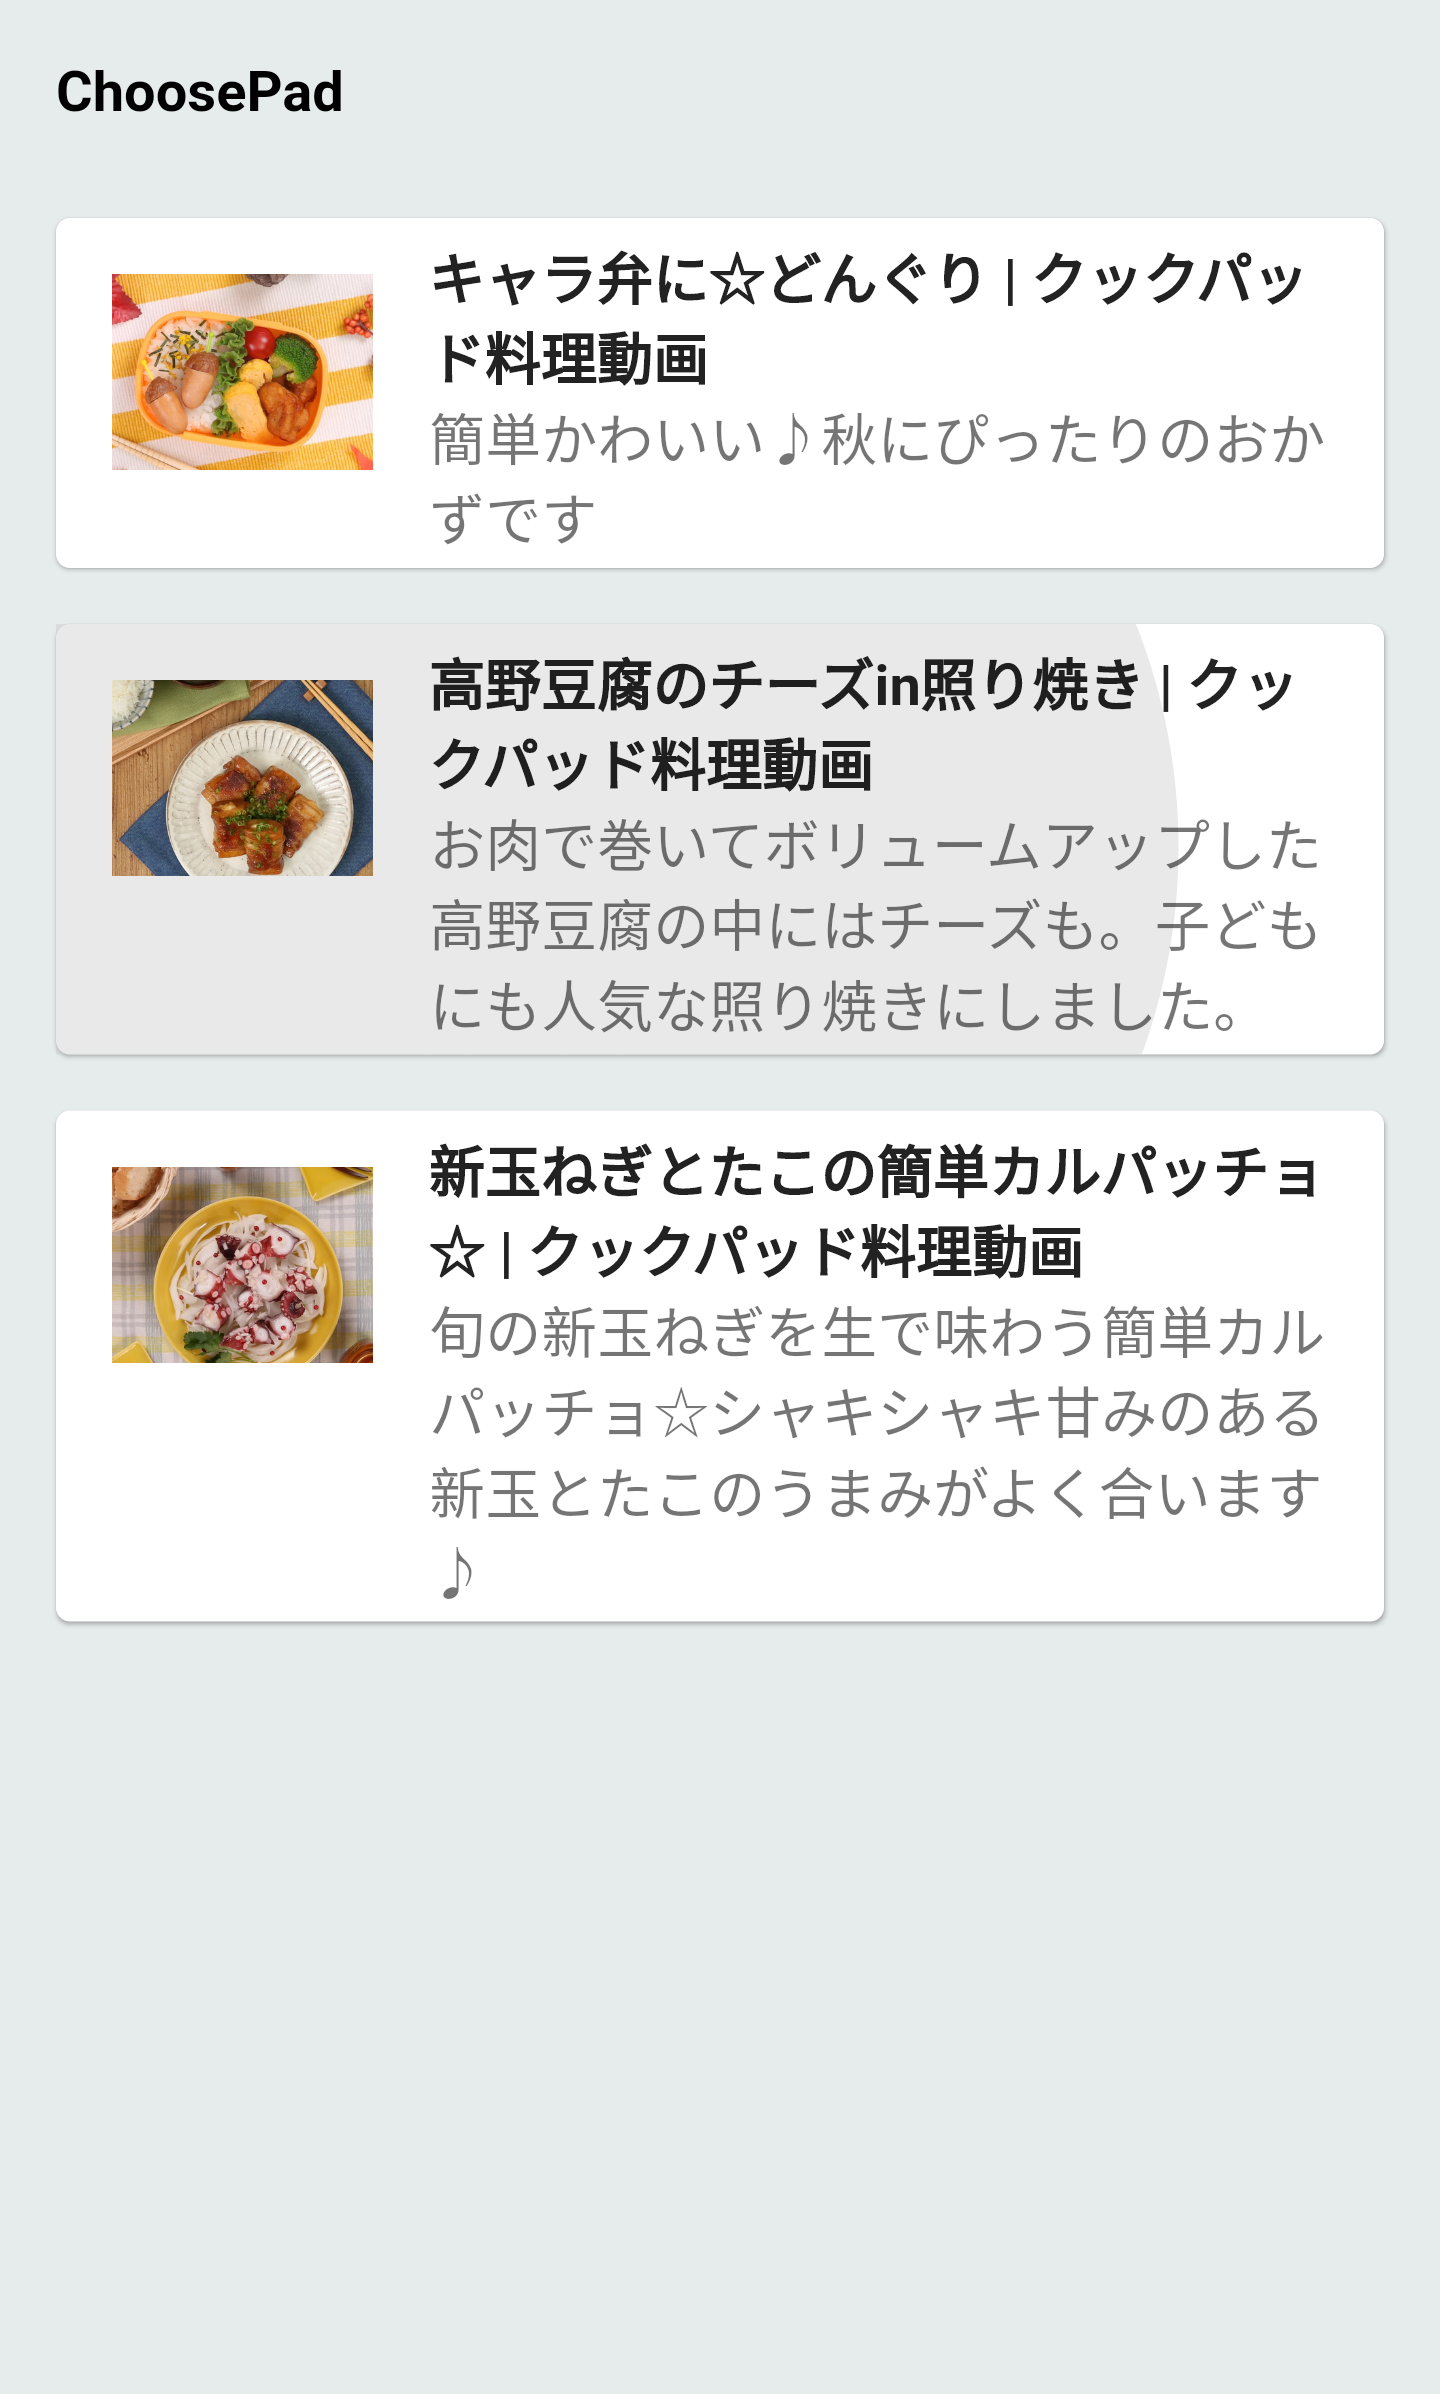 ChoosePad
キャラ弁に☆どんぐり | クックパッ
ド料理動画
簡単かわいい♪秋にぴったりのおか
ずです
高野豆腐のチーズin照り焼き | クッ
クパッド料理動画
お肉で巻いてボリュームアップした
高野豆腐の中にはチーズも。子ども
にも人気な照り焼きにしました。
新玉ねぎとたこの簡単カルパッチョ
☆ | クックパッド料理動画
旬の新玉ねぎを生で味わう簡単カル
パッチョ☆シャキシャキ甘みのある
新玉とたこのうまみがよく合います
♪